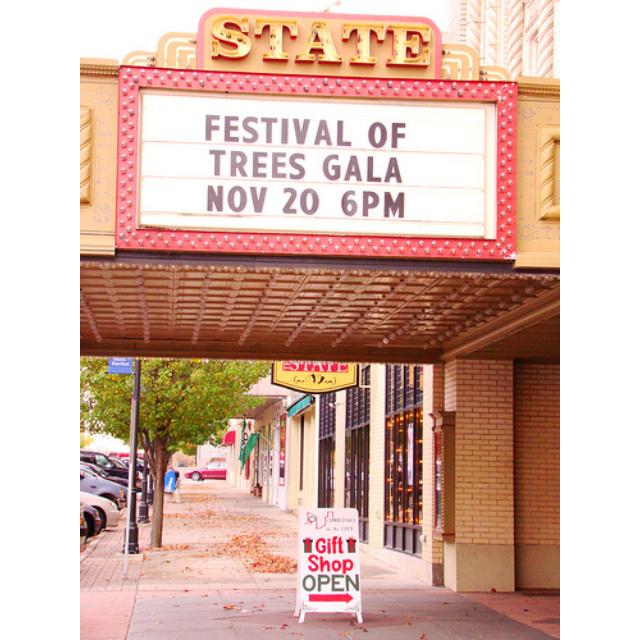 STATE
FESTIVAL OF
TREES GALA
NOV 20 6PM
STATE
Gift
Shop
OPEN